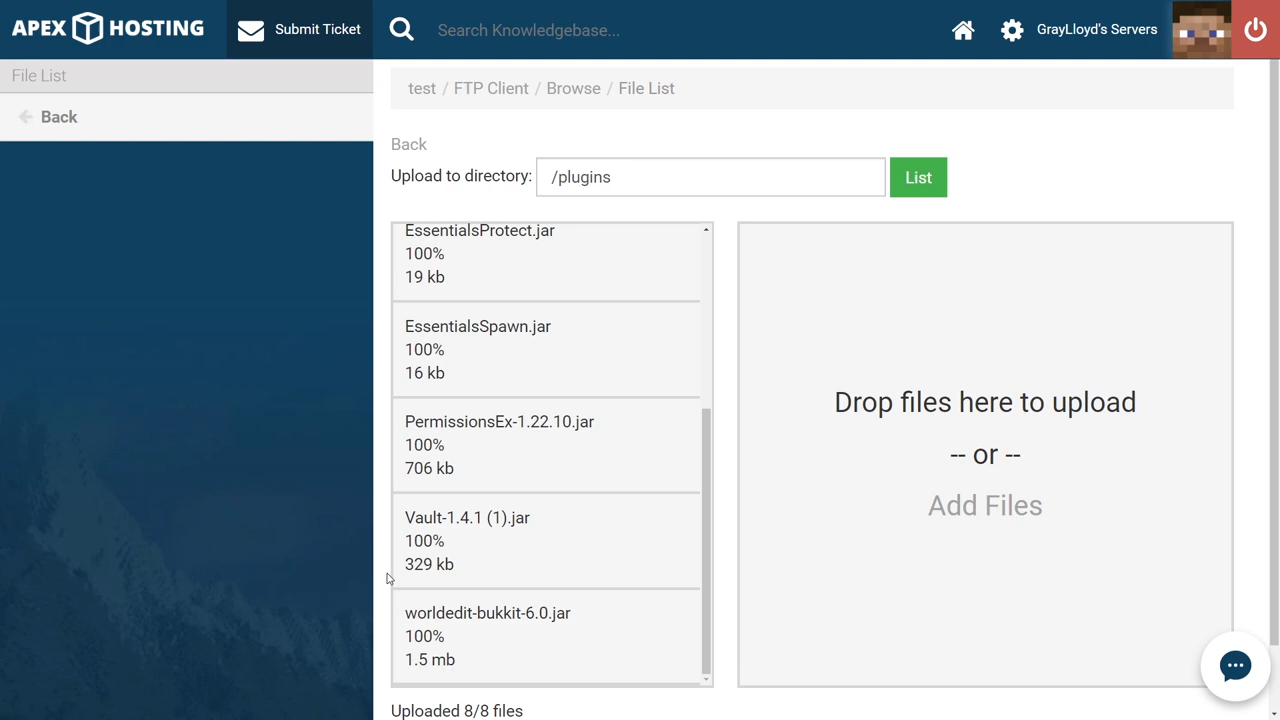 APEX HOSTING
Submit Ticket
Search Knowledgebase...
GrayLloyd's Servers
File List
Back
test / FTP Client / Browse / File List
Back
Upload to directory: /plugins List
EssentialsProtect.jar
100%
19 kb
EssentialsSpawn.jar
100%
16 kb
PermissionsEx-1.22.10.jar
100%
706 kb
Vault-1.4.1 (1).jar
100%
329 kb
worldedit-bukkit-6.0.jar
100%
1.5 mb
Drop files here to upload
-- or --
Add Files
Uploaded 8/8 files